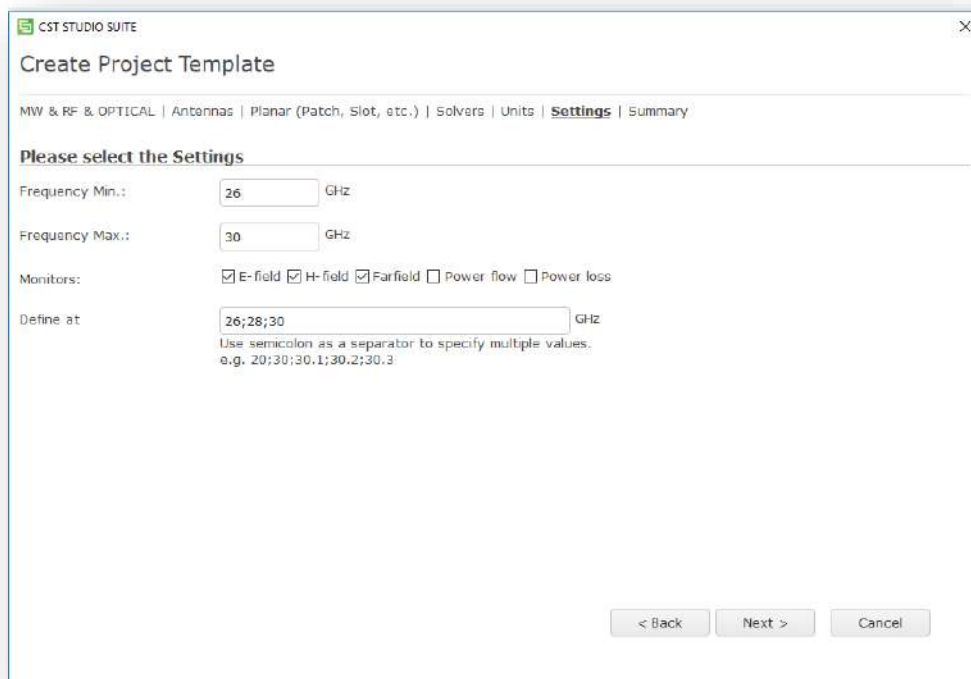 CST STUDIO SUITE
Create Project Template
MW & RF & OPTICAL | Antennas | Planar (Patch, Slot, etc.) | Solvers | Units | Settings | Summary
Please select the Settings
Frequency Min.: 26 GHz
Frequency Max.: 30 GHz
Monitors: E-field H-field Farfield Power flow Power loss
Define at 26;28;30 GHz
Use semicolon as a separator to specify multiple values.
e.g. 20;30;30.1;30.2;30.3
< Back Next > Cancel